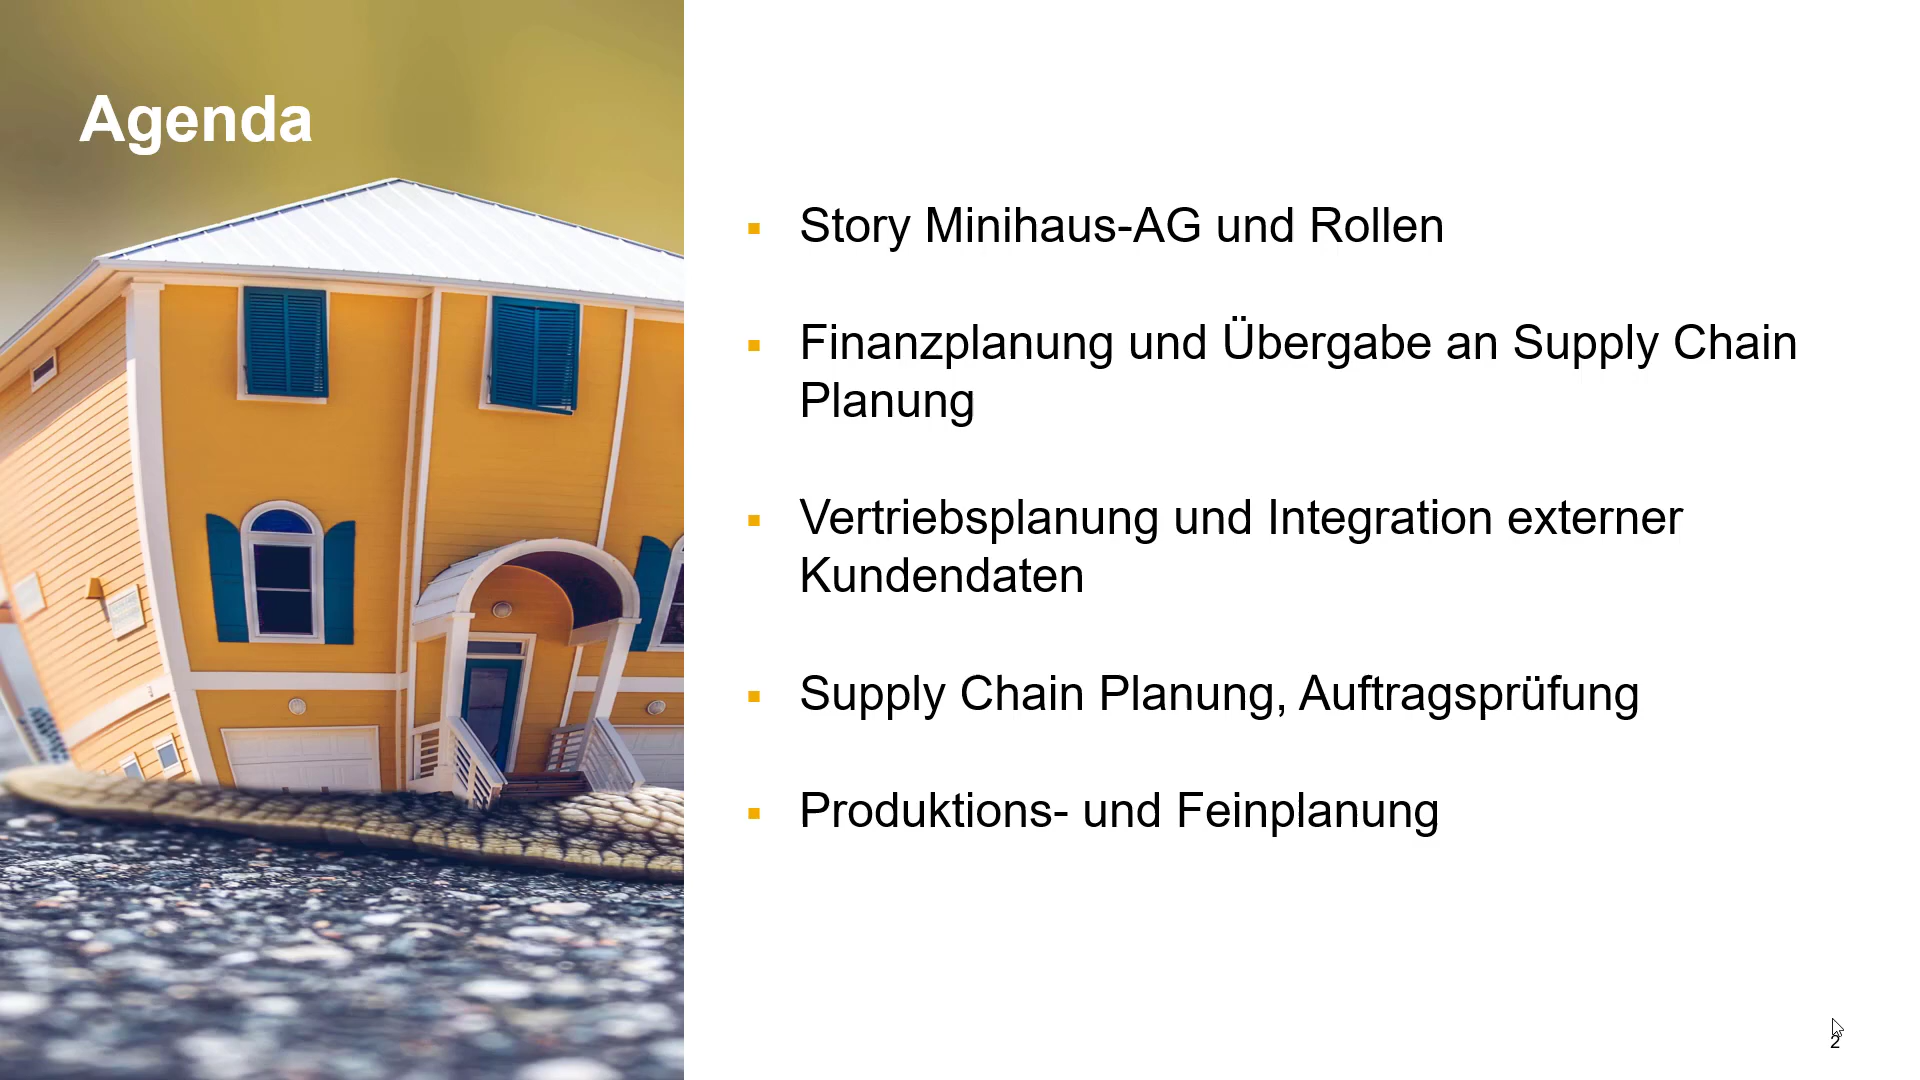 Agenda
Story Minihaus-AG und Rollen
Finanzplanung und Übergabe an Supply Chain
Planung
Vertriebsplanung und Integration externer
Kundendaten
Supply Chain Planung, Auftragsprüfung
Produktions- und Feinplanung
2